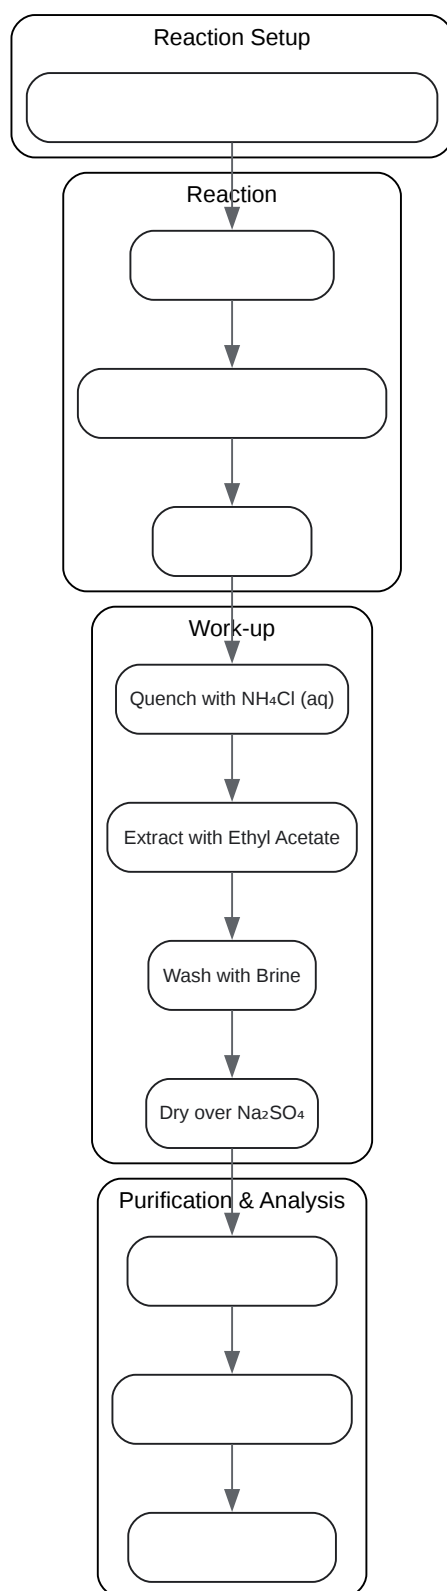 Reaction Setup
Reaction
Work-up
Quench with NH₄Cl (aq)
Extract with Ethyl Acetate
Wash with Brine
Dry over Na₂SO₄
Purification & Analysis